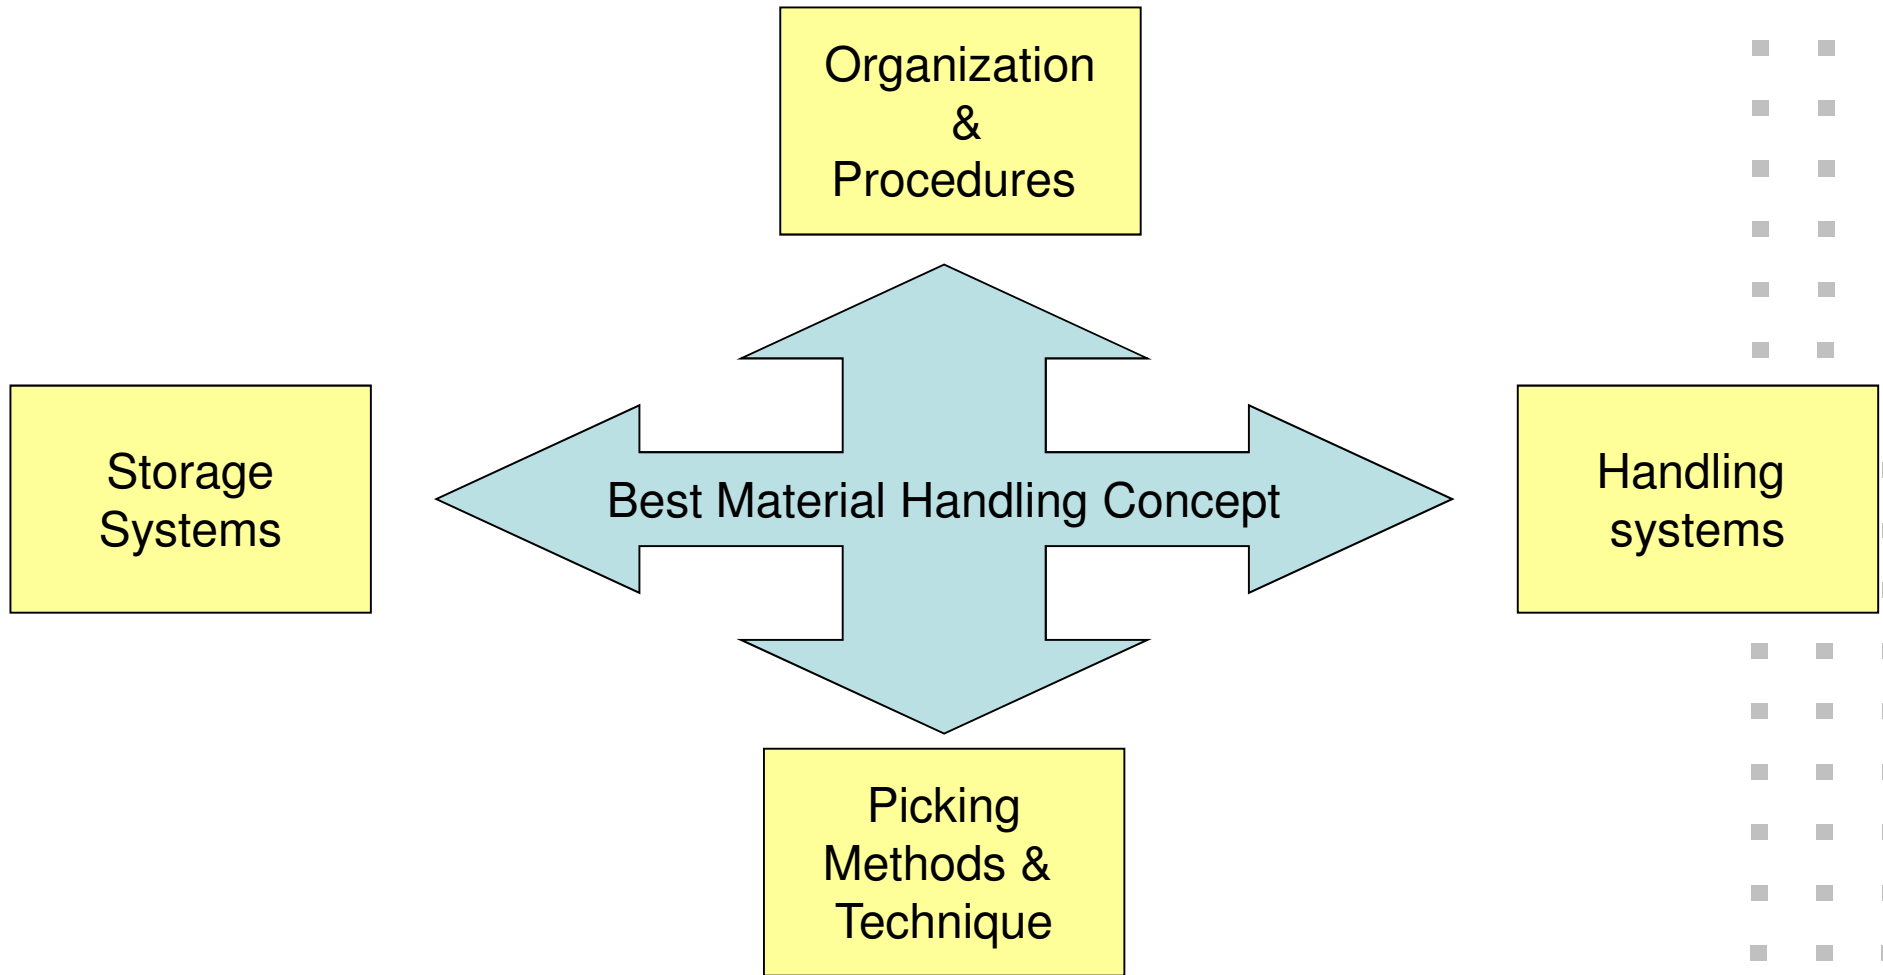 Organization
&
Procedures
Storage
Systems
Best Material Handling Concept
Handling
systems
Picking
Methods &
Technique